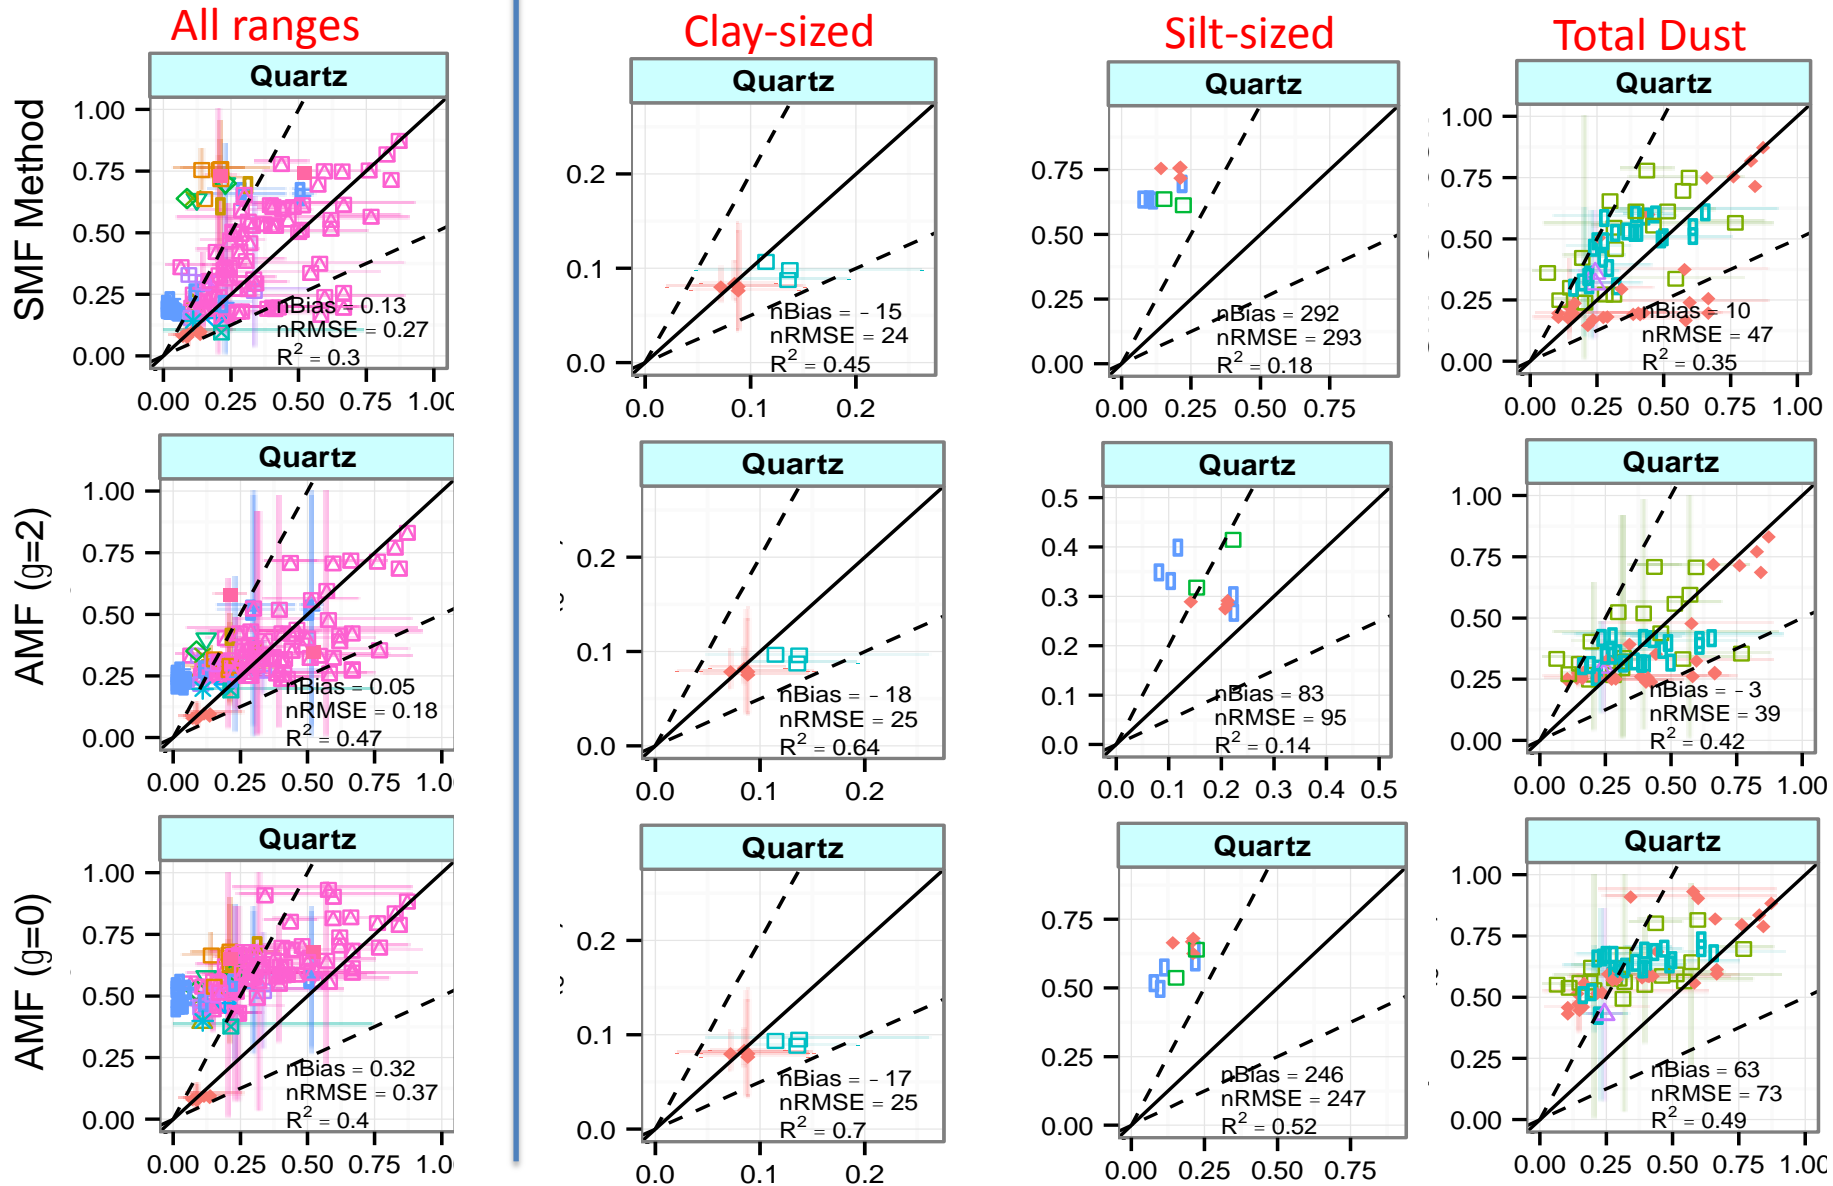 All ranges
Clay-sized
Silt-sized
Total Dust
SMF Method
Quartz
1.00
0.75
0.50
0.25
0.00
nBias = 0.13
nRMSE = 0.27
R2 = 0.3
0.00 0.25 0.50 0.75 1.00
Quartz
0.2
0.1
0.0
nBias = - 15
nRMSE = 24
R2 = 0.45
0.0 0.1 0.2
Quartz
0.75
0.50
0.25
0.00
nBias = 292
nRMSE = 293
R2 = 0.18
0.00 0.25 0.50 0.75
Quartz
1.00
0.75
0.50
0.25
0.00
nBias = 10
nRMSE = 47
R2 = 0.35
0.00 0.25 0.50 0.75 1.00
AMF (g=2)
Quartz
1.00
0.75
0.50
0.25
0.00
nBias = 0.05
nRMSE = 0.18
R2 = 0.47
0.00 0.25 0.50 0.75 1.0
Quartz
0.2
0.1
0.0
nBias = - 18
nRMSE = 25
R2 = 0.64
0.0 0.1 0.2
Quartz
0.5
0.4
0.3
0.2
0.1
0.0
nBias = 83
nRMSE = 95
R2 = 0.14
0.0 0.1 0.2 0.3 0.4 0.5
Quartz
1.00
0.75
0.50
0.25
0.00
nBias = - 3
nRMSE = 39
R2 = 0.42
0.00 0.25 0.50 0.75 1.00
AMF (g=0)
Quartz
1.00
0.75
0.50
0.25
0.00
nBias = 0.32
nRMSE = 0.37
R2 = 0.4
0.00 0.25 0.50 0.75 1.0
Quartz
0.2
0.1
0.0
nBias = - 17
nRMSE = 25
R2 = 0.7
0.0 0.1 0.2
Quartz
0.75
0.50
0.25
0.00
nBias = 246
nRMSE = 247
R2 = 0.52
0.00 0.25 0.50 0.75
Quartz
1.00
0.75
0.50
0.25
0.00
nBias = 63
nRMSE = 73
R2 = 0.49
0.00 0.25 0.50 0.75 1.00